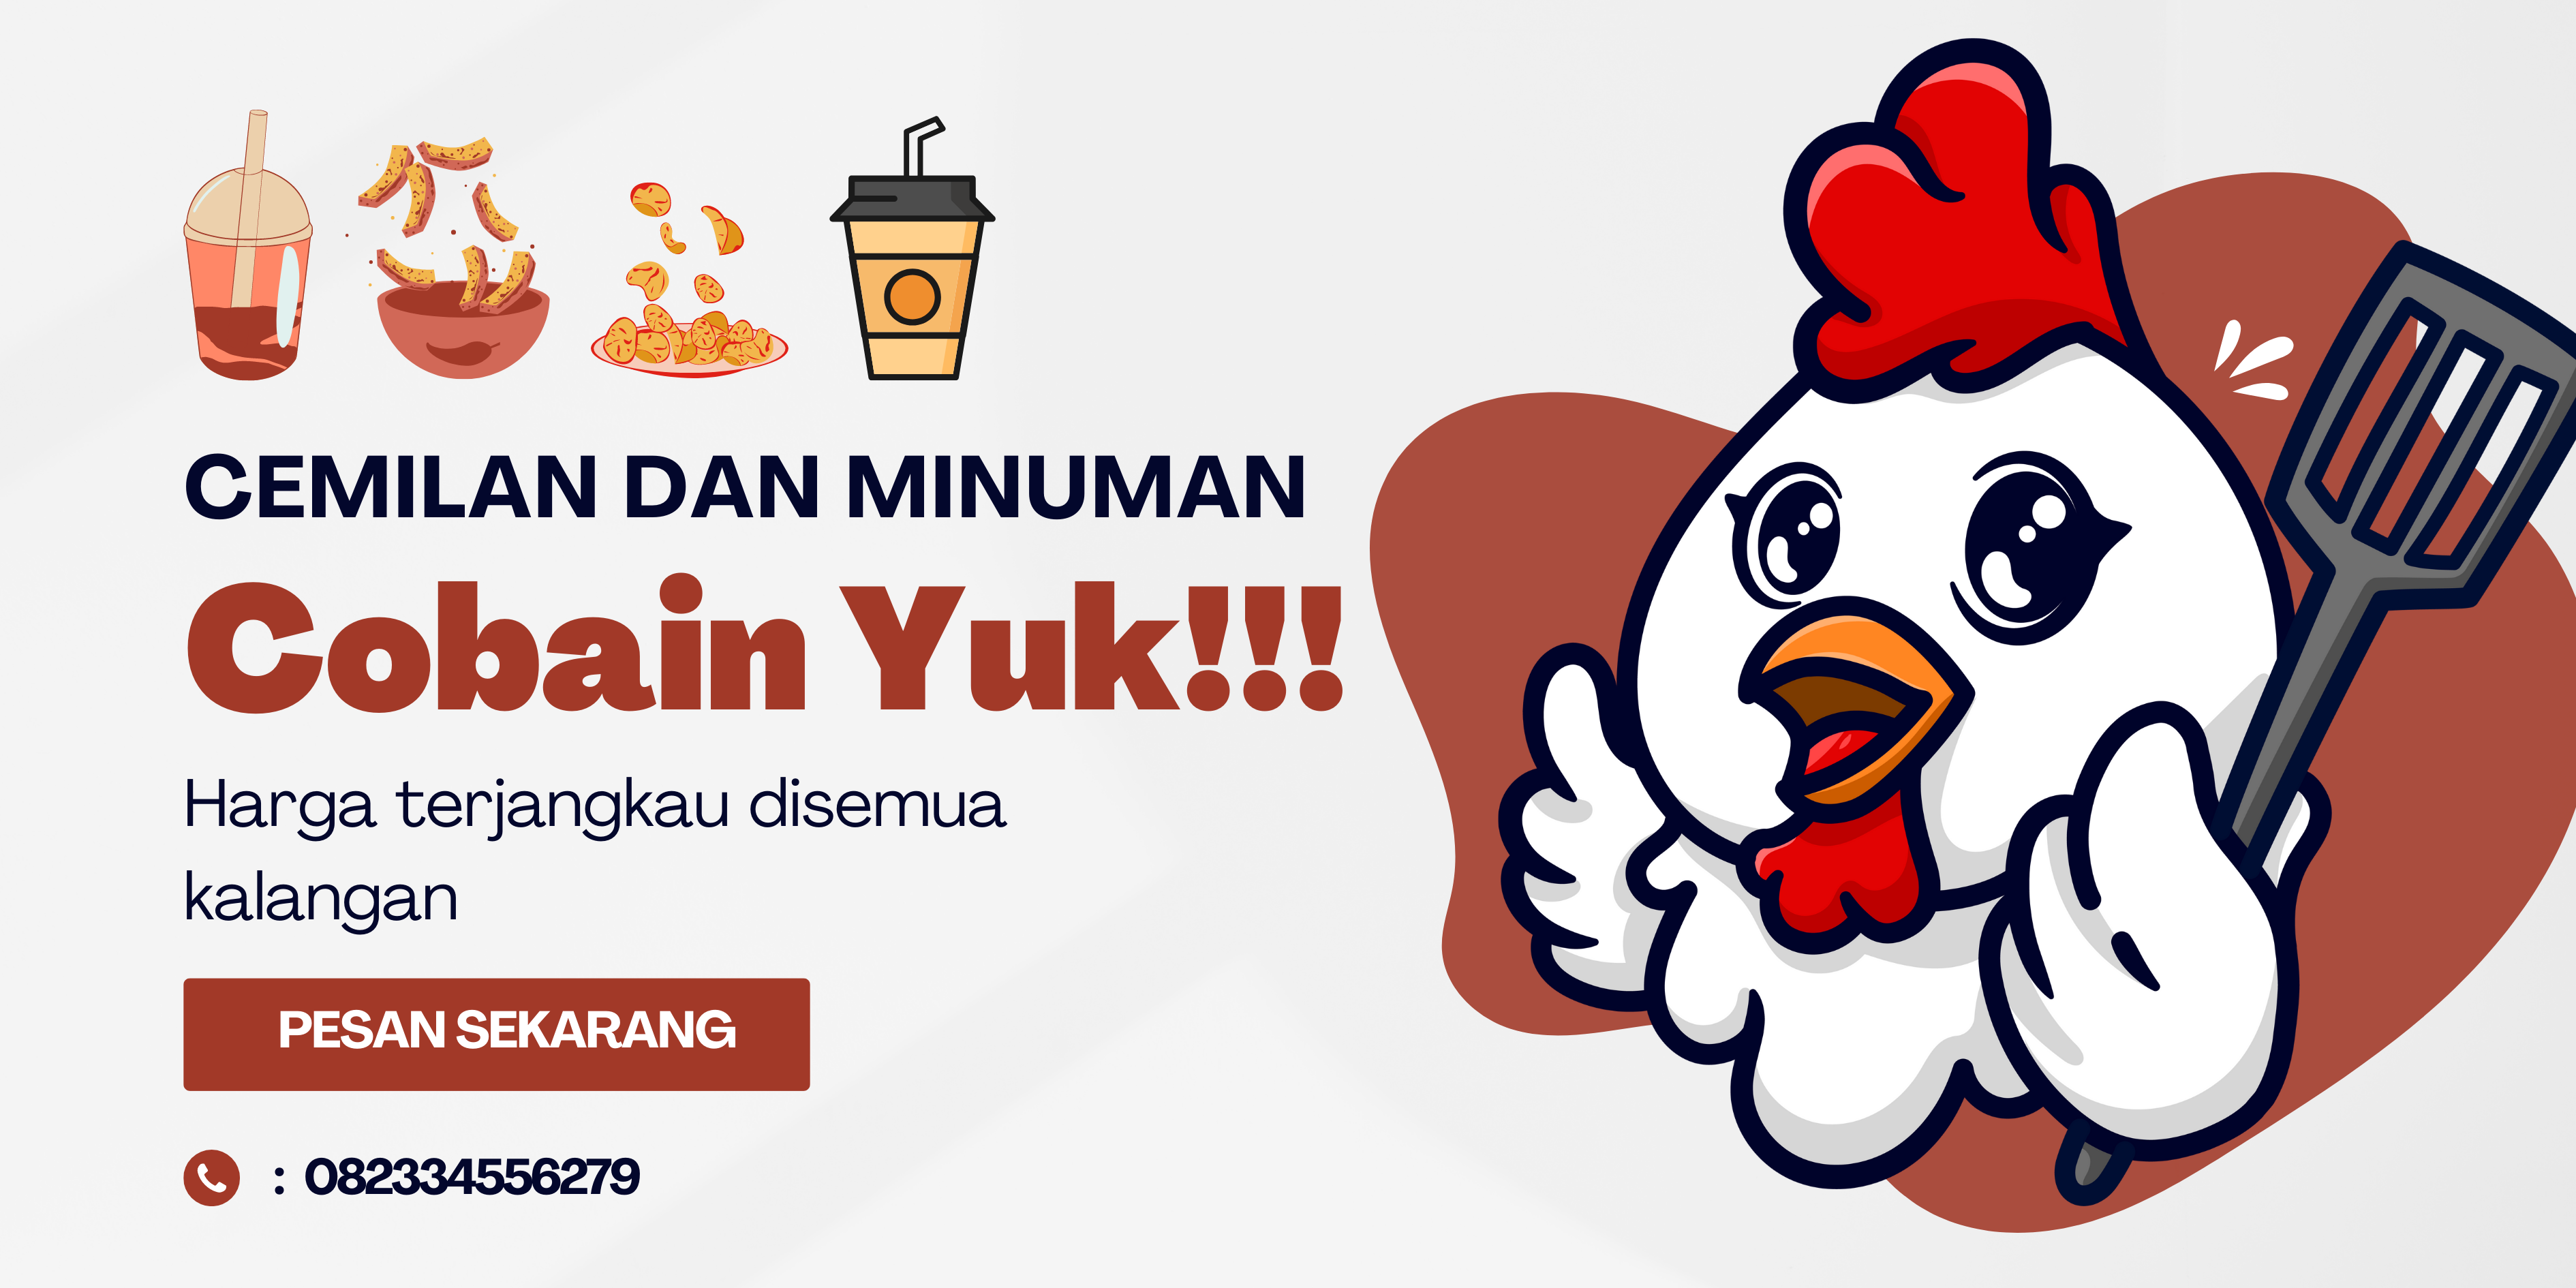 CEMILAN DAN MINUMAN
Cobain Yuk!!!
Harga terjangkau disemua
kalangan
PESAN SEKARANG
: 082334556279